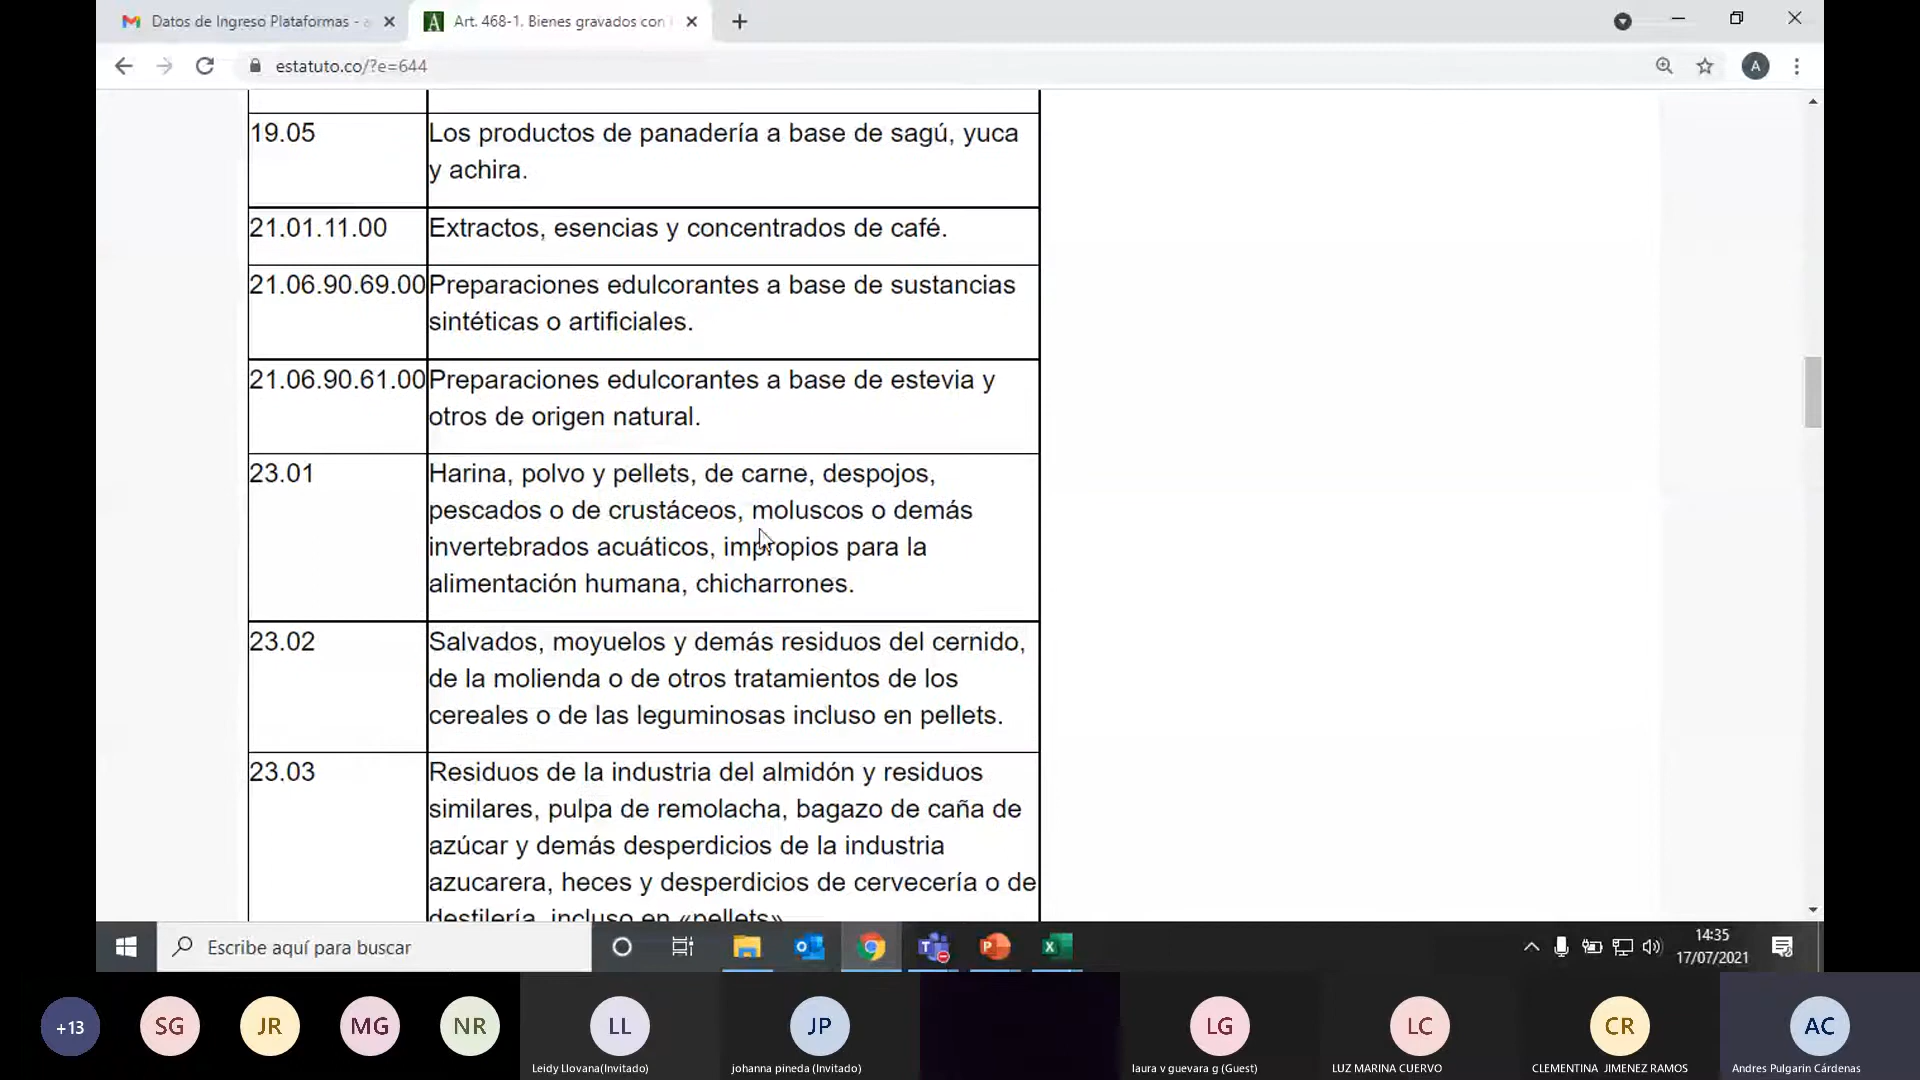 Datos de Ingreso Plataformas -
Art. 468-1. Bienes gravados con
estatuto.co/?e=644
A
19.05
Los productos de panadería a base de sagú, yuca
y achira.
21.01.11.00
Extractos, esencias y concentrados de café.
21.06.90.69.00
Preparaciones edulcorantes a base de sustancias
sintéticas o artificiales.
21.06.90.61.00
Preparaciones edulcorantes a base de estevia y
otros de origen natural.
23.01
Harina, polvo y pellets, de carne, despojos,
pescados o de crustáceos, moluscos o demás
invertebrados acuáticos, impropios para la
alimentación humana, chicharrones.
23.02
Salvados, moyuelos y demás residuos del cernido,
de la molienda o de otros tratamientos de los
cereales o de las leguminosas incluso en pellets.
23.03
Residuos de la industria del almidón y residuos
similares, pulpa de remolacha, bagazo de caña de
azúcar y demás desperdicios de la industria
azucarera, heces y desperdicios de cervecería o de
destilería, incluso en «pellets»
Escribe aquí para buscar
14:35
17/07/2021
+13
SG
JR
MG
NR
LL
JP
LG
LC
CR
AC
Leidy Llovana(Invitado)
johanna pineda (Invitado)
laura v guevara g (Guest)
LUZ MARINA CUERVO
CLEMENTINA JIMENEZ RAMOS
Andres Pulgarin Cárdenas